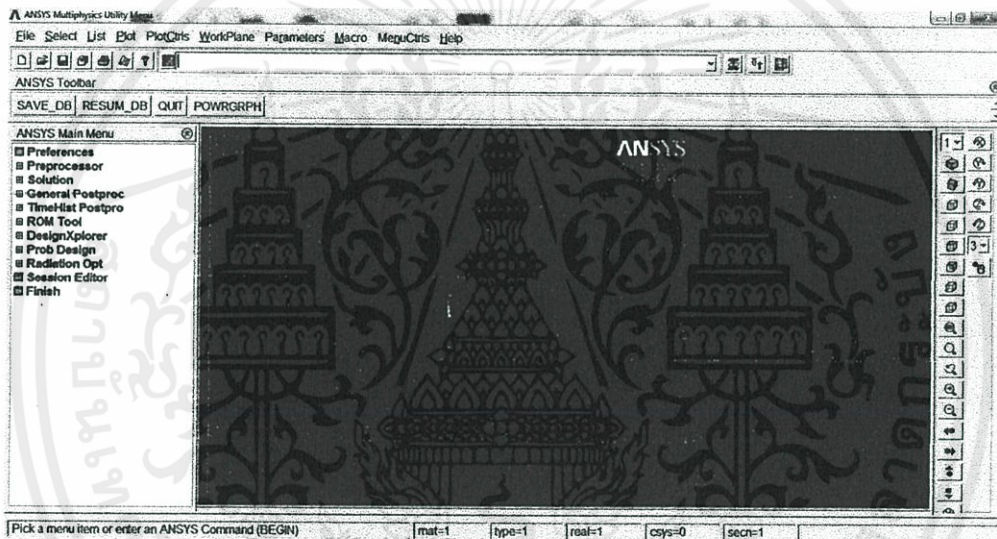 ANSYS Multiphysics Utility Menu
File Select List Plot PlotCtrls WorkPlane Parameters Macro MenuCtrls Help
ANSYS Toolbar
SAVE_DB RESUM_DB QUIT POWRGRPH
ANSYS Main Menu
Preferences
Preprocessor
Solution
General Postproc
TimeHist Postpro
ROM Tool
DesignXplorer
Prob Design
Radiation Opt
Session Editor
Finish
ANSYS
1
3
Pick a menu item or enter an ANSYS Command (BEGIN) mat=1 type=1 real=1 csys=0 secn=1